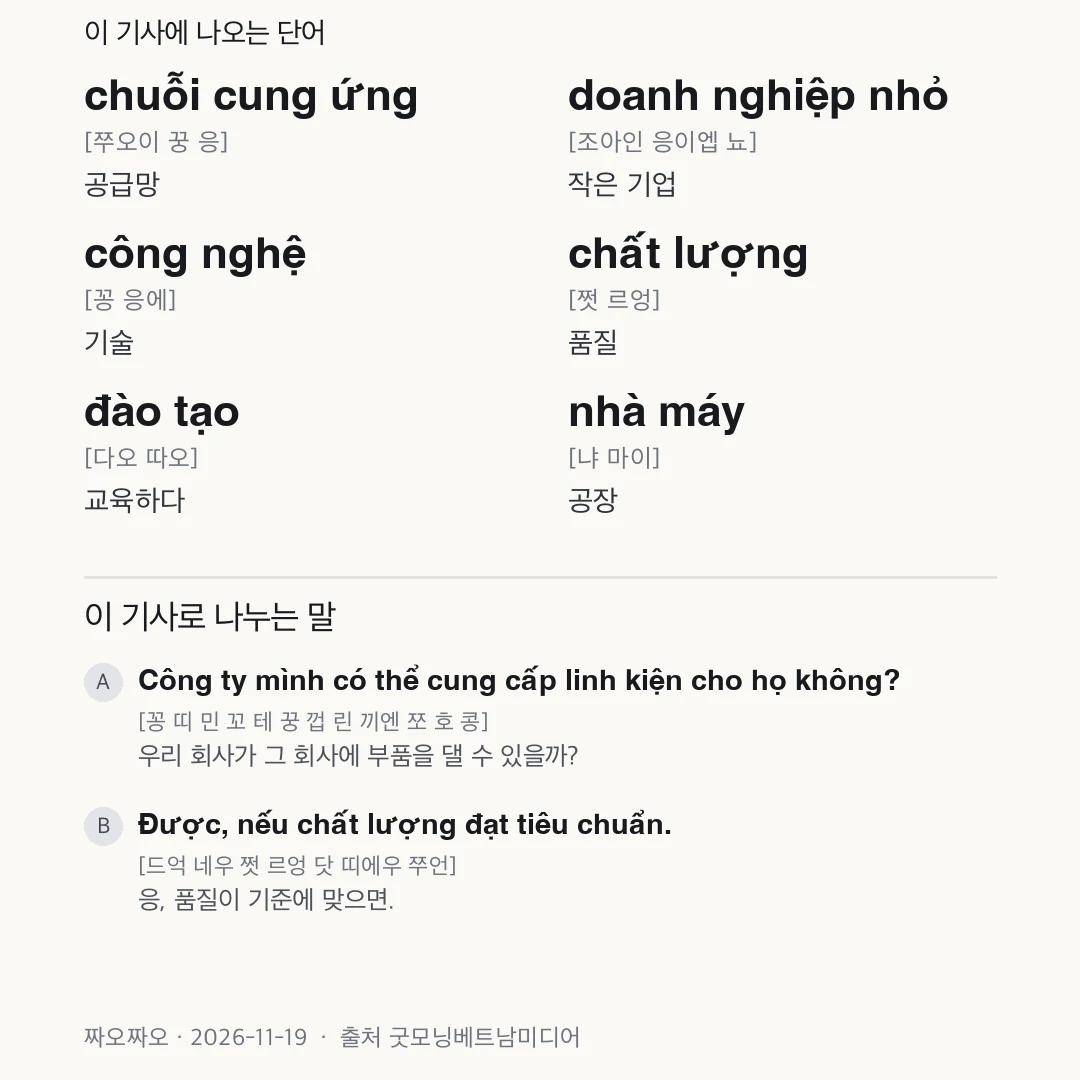 이 기사에 나오는 단어
chuỗi cung ứng
[쭈오이 꿍 응]
공급망
doanh nghiệp nhỏ
[조아인 응이엡 뇨]
작은 기업
công nghệ
[꽁 응에]
기술
chất lượng
[쩟 르엉]
품질
đào tạo
[다오 따오]
교육하다
nhà máy
[냐 마이]
공장
이 기사로 나누는 말
A
Công ty mình có thể cung cấp linh kiện cho họ không?
[꽁 띠 민 꼬 테 꿍 껍 린 끼엔 쪼 호 콩]
우리 회사가 그 회사에 부품을 댈 수 있을까?
B
Được, nếu chất lượng đạt tiêu chuẩn.
[드억 네우 쩟 르엉 닷 띠에우 쭈언]
응, 품질이 기준에 맞으면.
짜오짜오 · 2026-11-19 · 출처 굿모닝베트남미디어